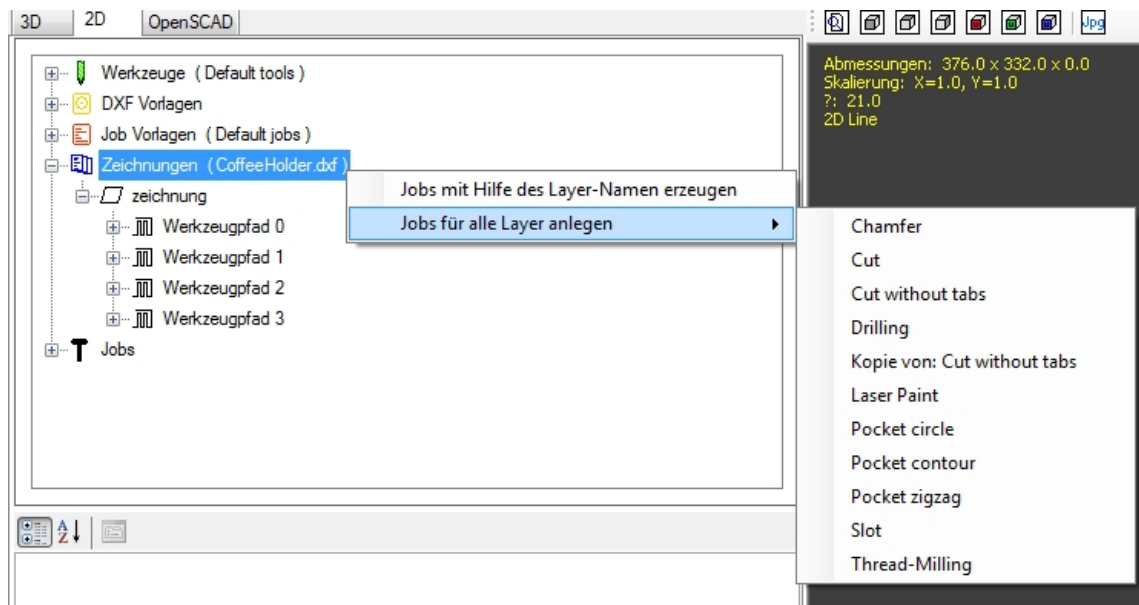 3D
2D
OpenSCAD
Jpg
Werkzeuge ( Default tools )
DXF Vorlagen
Job Vorlagen ( Default jobs )
Zeichnungen ( CoffeeHolder.dxf )
zeichnung
Werkzeugpfad 0
Werkzeugpfad 1
Werkzeugpfad 2
Werkzeugpfad 3
Jobs
Jobs mit Hilfe des Layer-Namen erzeugen
Jobs für alle Layer anlegen
Chamfer
Cut
Cut without tabs
Drilling
Kopie von: Cut without tabs
Laser Paint
Pocket circle
Pocket contour
Pocket zigzag
Slot
Thread-Milling
Abmessungen: 376.0 x 332.0 x 0.0
Skalierung: X=1.0, Y=1.0
?: 21.0
2D Line
A
Z